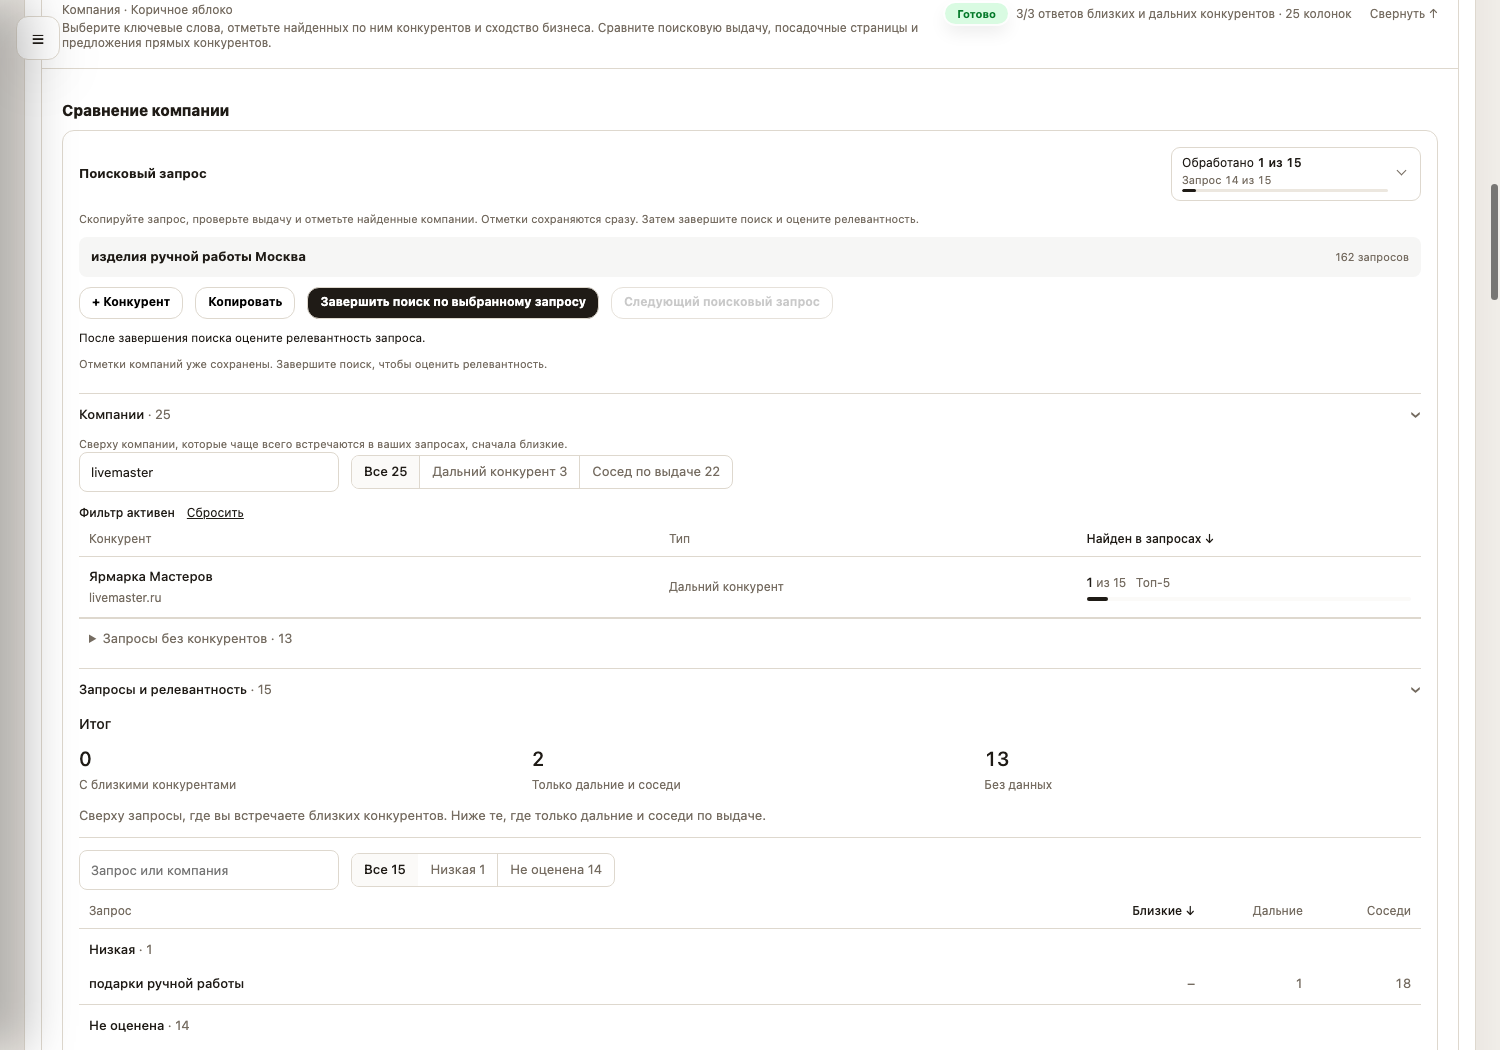 Компания · Коричное яблоко
Выберите ключевые слова, отметьте найденных по ним конкурентов и сходство бизнеса. Сравните поисковую выдачу, посадочные страницы и
предложения прямых конкурентов.
Готово 3/3 ответов близких и дальних конкурентов · 25 колонок Свернуть ↑
Сравнение компании
Поисковый запрос
Обработано 1 из 15
Запрос 14 из 15
Скопируйте запрос, проверьте выдачу и отметьте найденные компании. Отметки сохраняются сразу. Затем завершите поиск и оцените релевантность.
изделия ручной работы Москва 162 запросов
+ Конкурент Копировать Завершить поиск по выбранному запросу Следующий поисковый запрос
После завершения поиска оцените релевантность запроса.
Отметки компаний уже сохранены. Завершите поиск, чтобы оценить релевантность.
Компании · 25
Сверху компании, которые чаще всего встречаются в ваших запросах, сначала близкие.
livemaster Все 25 Дальний конкурент 3 Сосед по выдаче 22
Фильтр активен Сбросить
Конкурент Тип Найден в запросах ↓
Ярмарка Мастеров
livemaster.ru
Дальний конкурент
1 из 15 Топ-5
▶ Запросы без конкурентов · 13
Запросы и релевантность · 15
Итог
0 2 13
С близкими конкурентами Только дальние и соседи Без данных
Сверху запросы, где вы встречаете близких конкурентов. Ниже те, где только дальние и соседи по выдаче.
Запрос или компания Все 15 Низкая 1 Не оценена 14
Запрос Близкие ↓ Дальние Соседи
Низкая · 1
подарки ручной работы – 1 18
Не оценена · 14